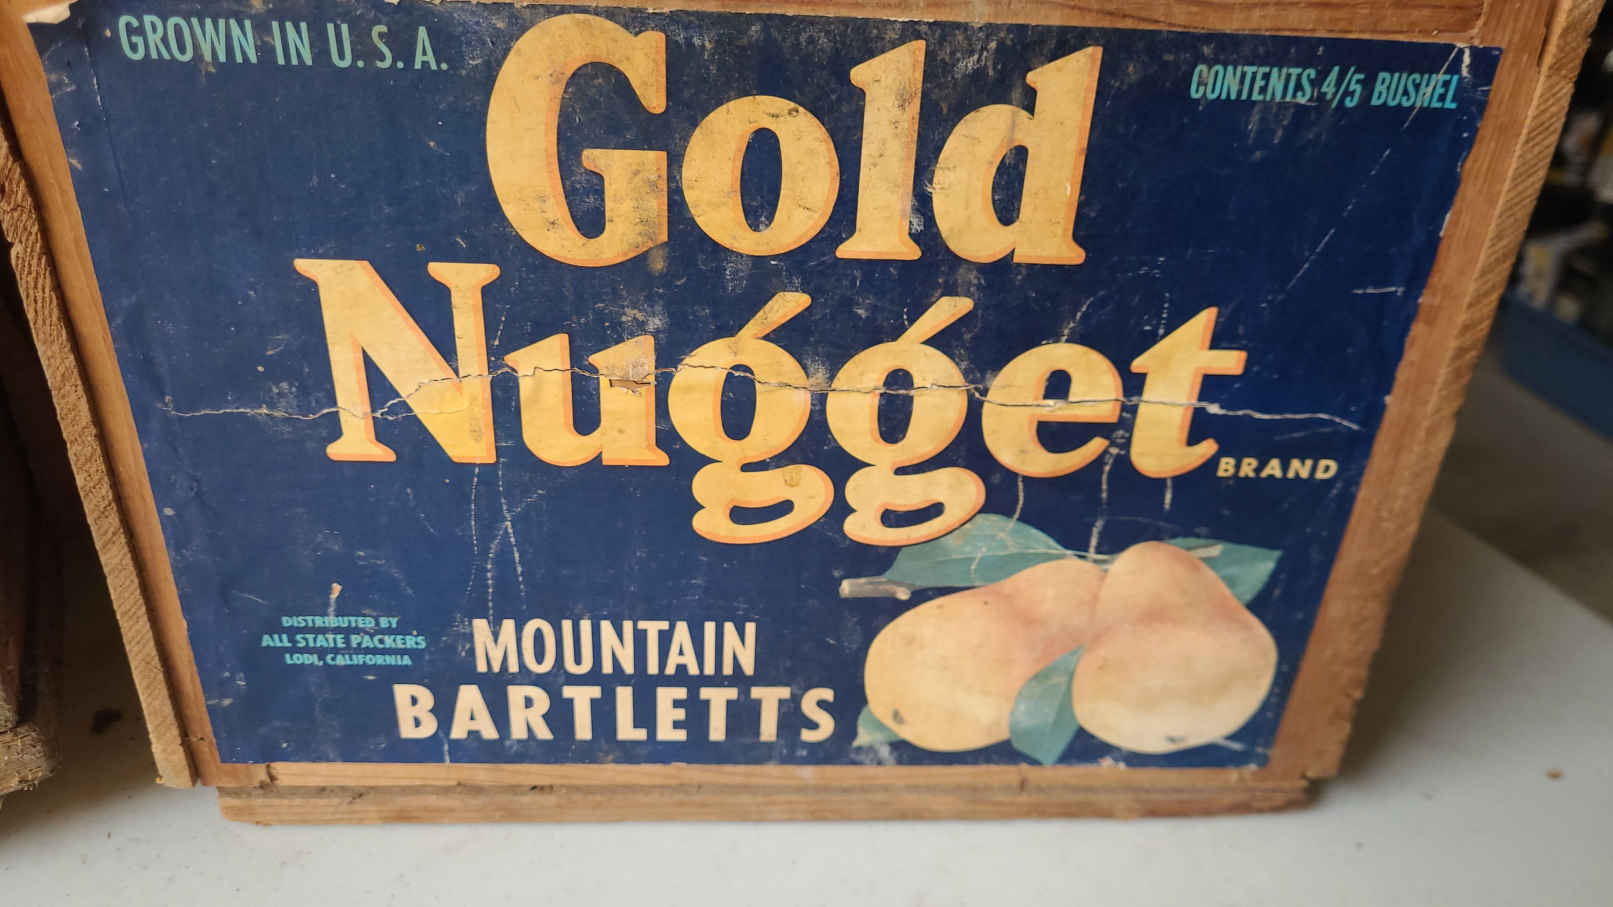 GROWN IN U.S.A.
CONTENTS 4/5 BUSHEL
Gold
Nugget
BRAND
DISTRIBUTED BY
ALL STATE PACKERS
LODI, CALIFORNIA
MOUNTAIN
BARTLETTS